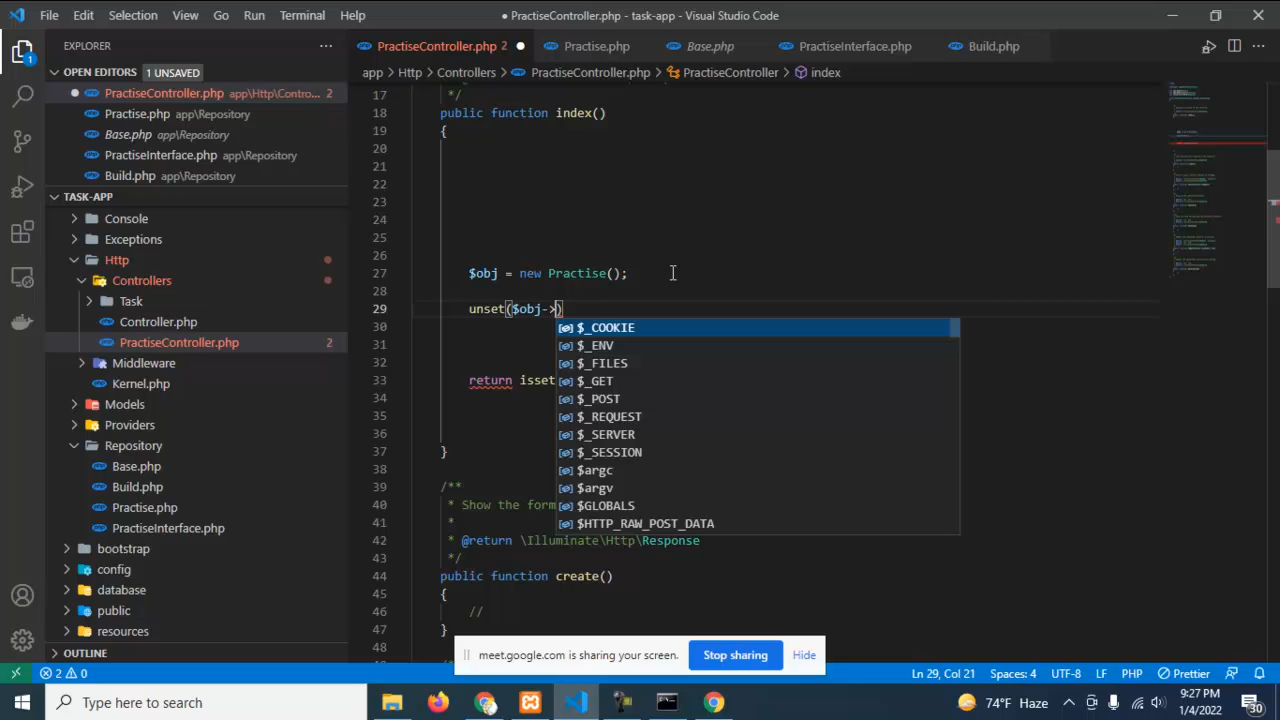 File Edit Selection View Go Run Terminal Help ● PractiseController.php - task-app - Visual Studio Code
EXPLORER
PractiseController.php 2
Practise.php
Base.php
PractiseInterface.php
Build.php
OPEN EDITORS 1 UNSAVED
app > Http > Controllers > PractiseController.php > PractiseController > index
PractiseController.php app\Http\Contro... 2
Practise.php app\Repository
Base.php app\Repository
PractiseInterface.php app\Repository
Build.php app\Repository
TASK-APP
Console
Exceptions
Http
Controllers
Task
Controller.php
PractiseController.php 2
Middleware
Kernel.php
Models
Providers
Repository
Base.php
Build.php
Practise.php
PractiseInterface.php
bootstrap
config
database
public
resources
OUTLINE
17 */
18 public function index()
19 {
20
21
22
23
24
25
26
27 $obj = new Practise();
28
29 unset($obj->)
30
31
32
33 return isset
34
35
36
37 }
38
39 /**
40 * Show the form
41 *
42 * @return \Illuminate\Http\Response
43 */
44 public function create()
45 {
46 //
47 }
48
$_COOKIE
$_ENV
$_FILES
$_GET
$_POST
$_REQUEST
$_SERVER
$_SESSION
$argc
$argv
$GLOBALS
$HTTP_RAW_POST_DATA
meet.google.com is sharing your screen. Stop sharing Hide
2 0 Ln 29, Col 21 Spaces: 4 UTF-8 LF PHP Prettier
Type here to search
74°F Haze
9:27 PM
1/4/2022
30
1